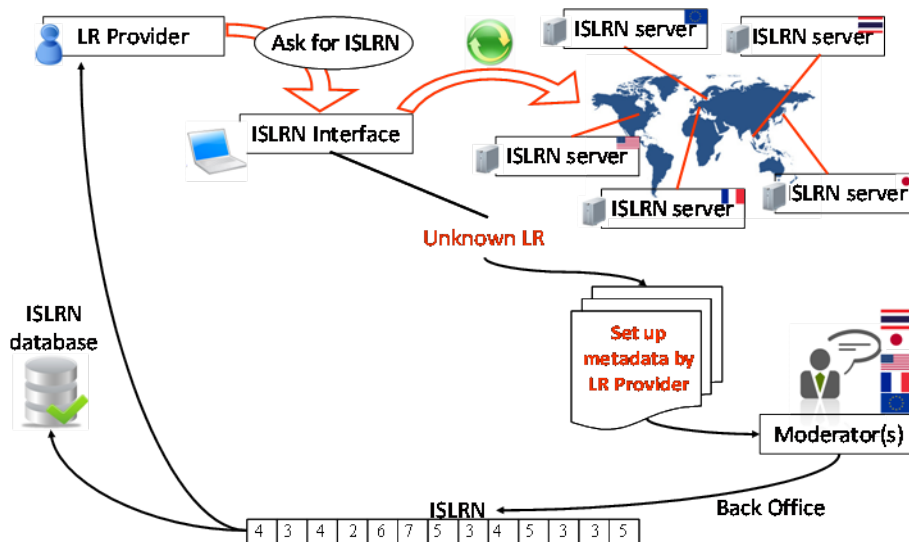 LR Provider
Ask for ISLRN
ISLRN Interface
ISLRN server
ISLRN server
ISLRN server
ISLRN server
ISLRN server
Unknown LR
ISLRN
database
Set up
metadata by
LR Provider
Moderator(s)
Back Office
ISLRN
4 3 4 2 6 7 5 3 4 5 3 3 5